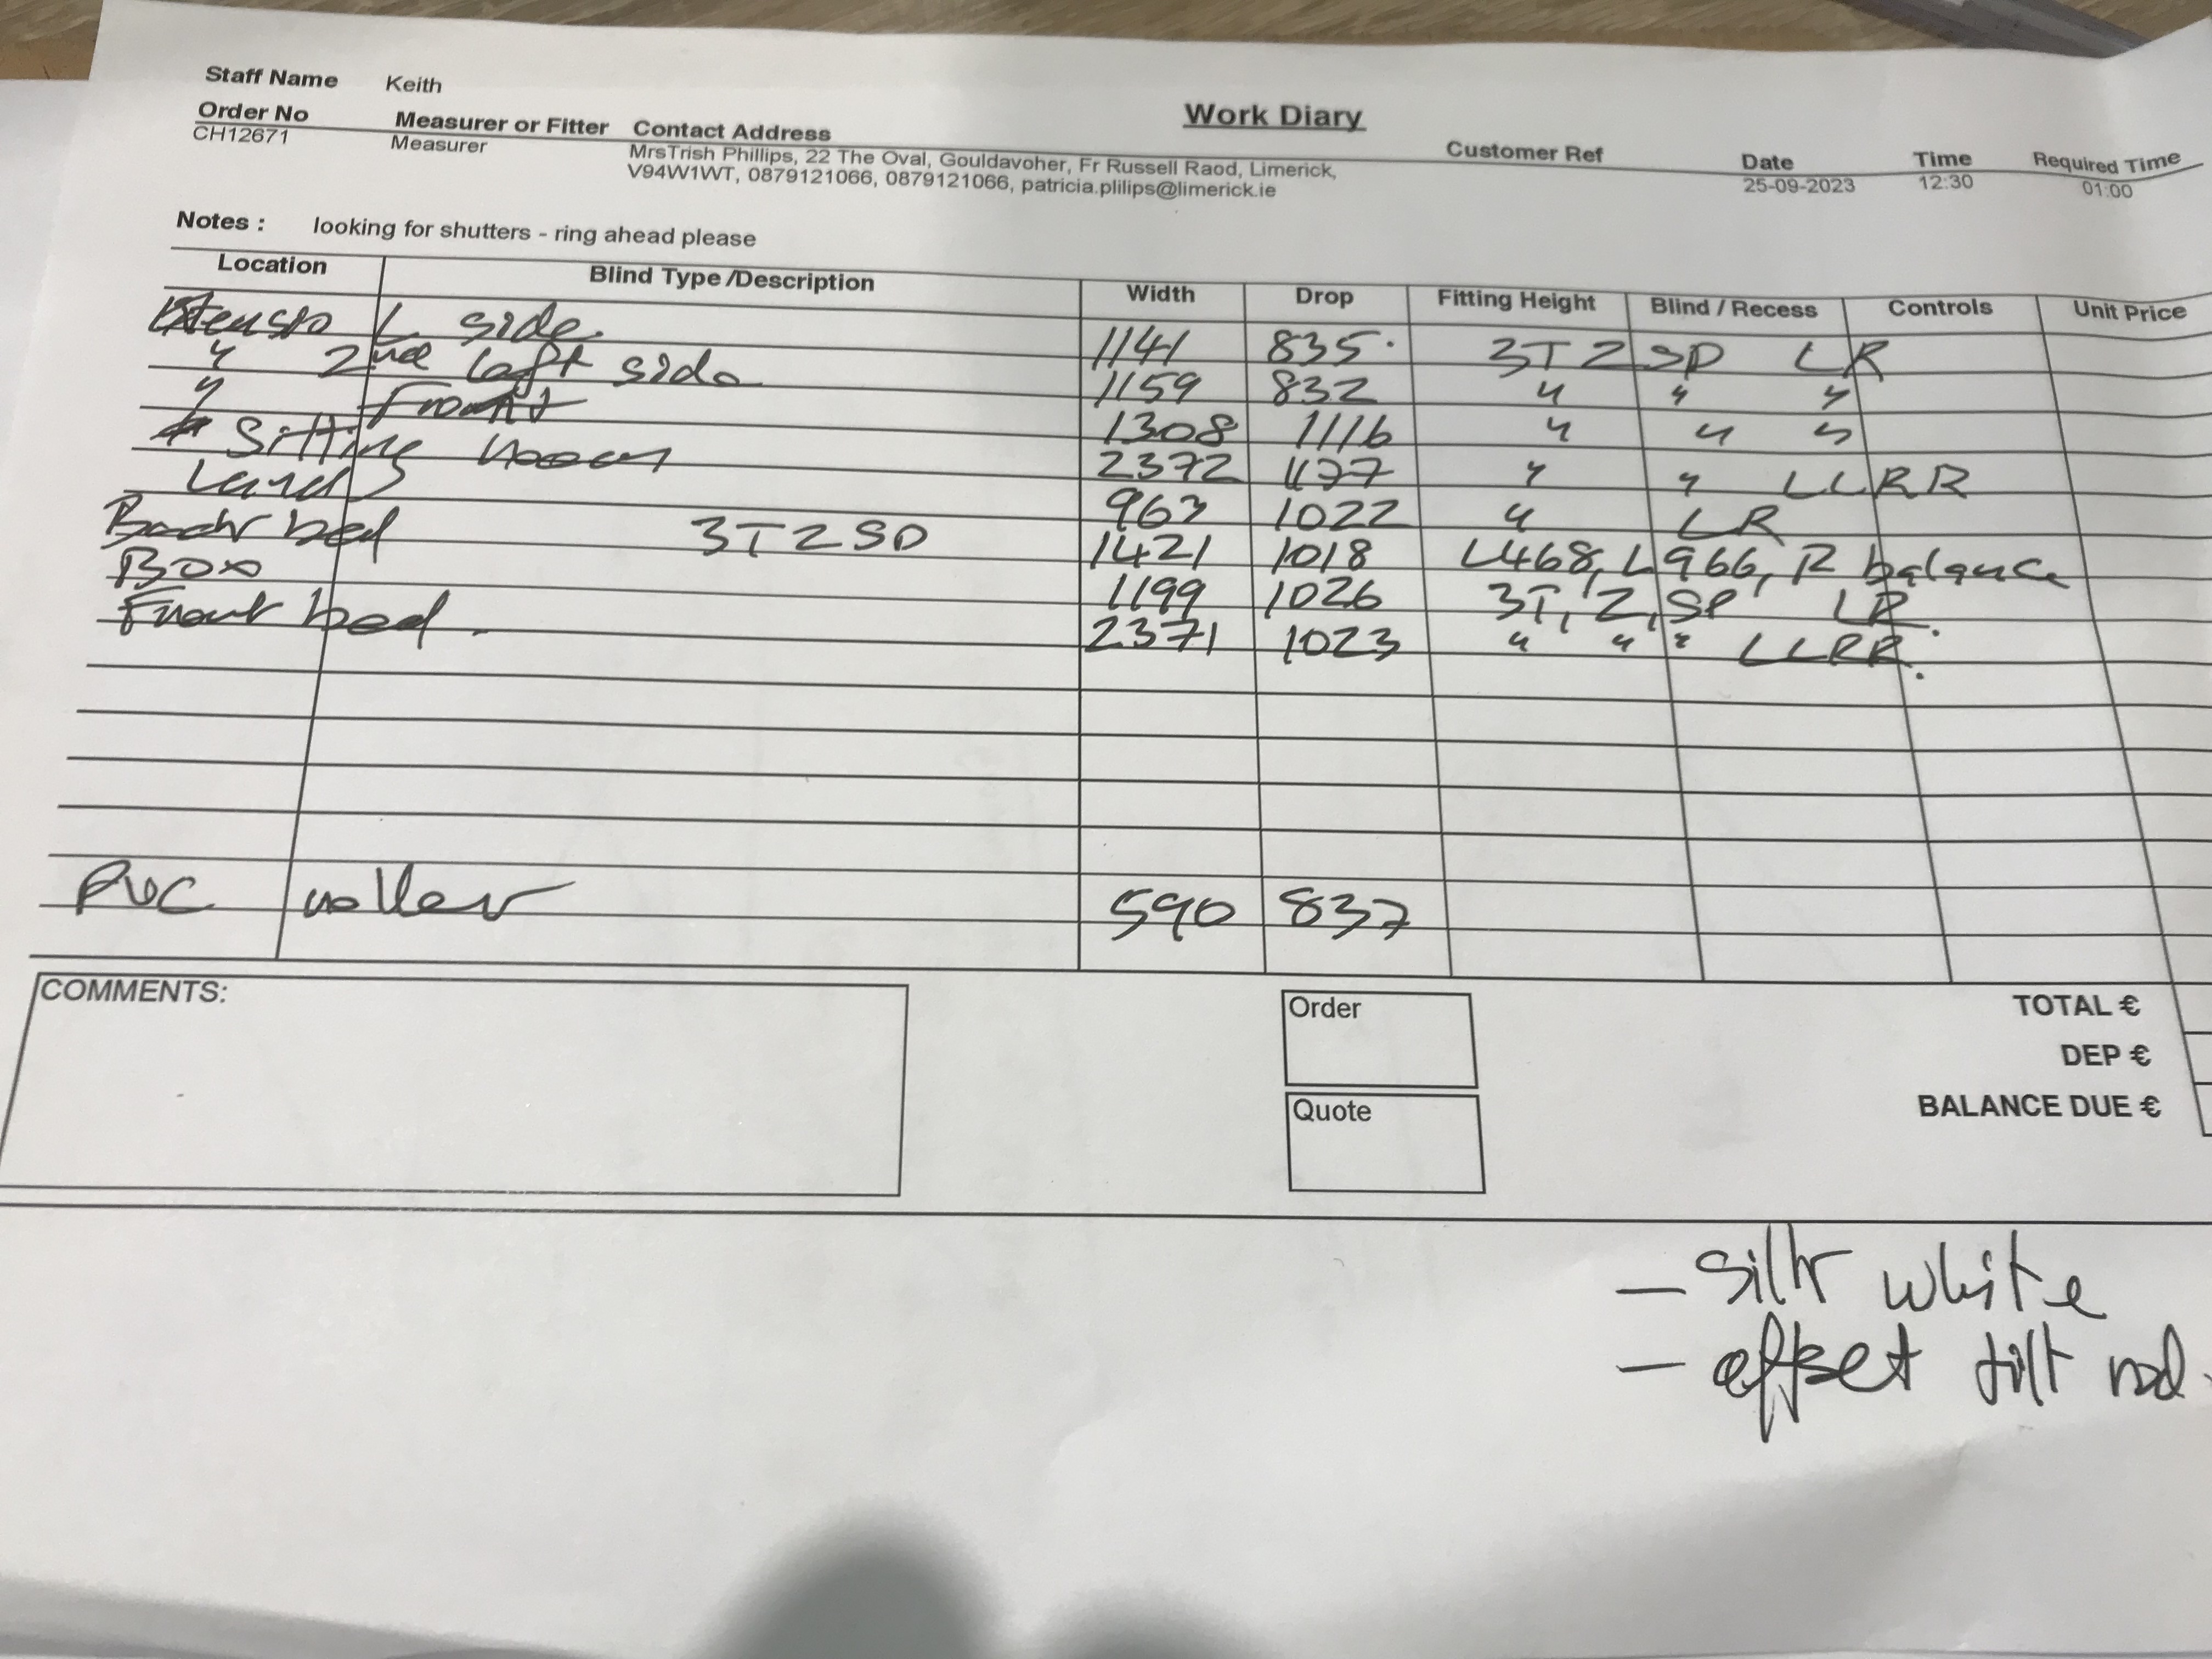 Staff Name Keith
Work Diary
Order No Measurer or Fitter Contact Address Customer Ref Date Time Required Time
CH12671 Measurer MrsTrish Phillips, 22 The Oval, Gouldavoher, Fr Russell Raod, Limerick, 25-09-2023 12:30 01:00
V94W1WT, 0879121066, 0879121066, patricia.plilips@limerick.ie
Notes : looking for shutters - ring ahead please
Location Blind Type /Description Width Drop Fitting Height Blind / Recess Controls Unit Price
Extensio L side 1141 835 3T2SD LR
" 2nd left side 1159 832 " " "
" Front 1308 1116 " " "
Sitting room 2372 1177 " " LLRR
963 1022 " LR
Back bed 3T2SD 1421 1018 L468, L966, R balance
Box 1199 1026 3T, 2, SP LR.
Front bed. 2371 1023 " " " LLRR.
PVC roller 590 837
COMMENTS:
Order
Quote
TOTAL €
DEP €
BALANCE DUE €
– silk white
– offset tilt rod.